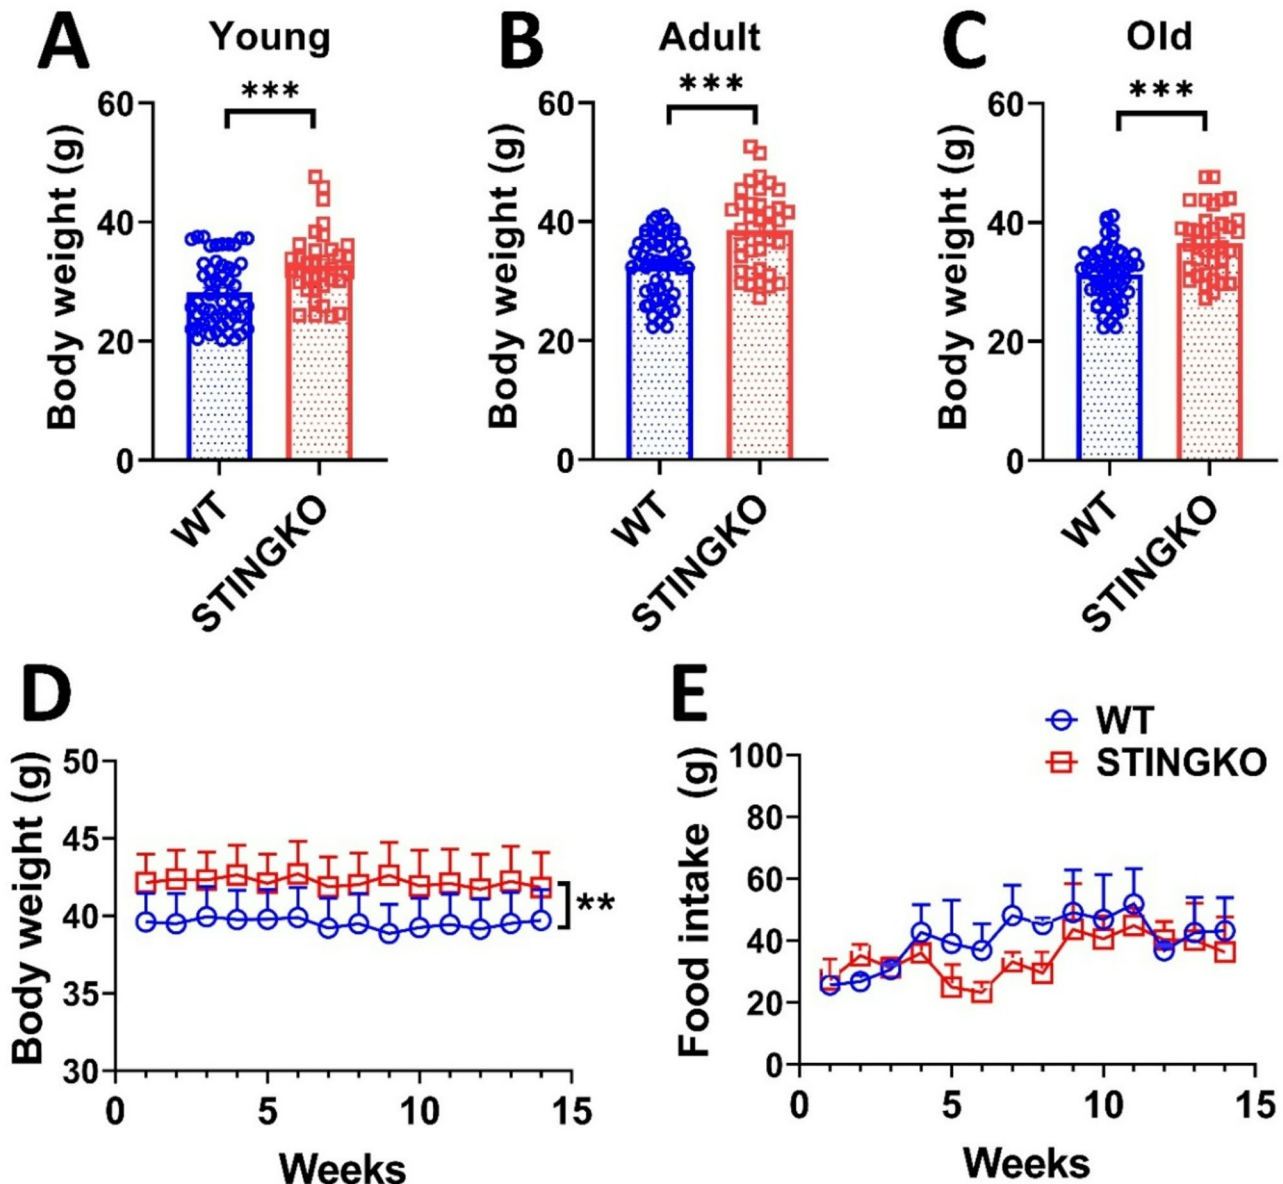 A Young
***
Body weight (g)
60
40
20
0
WT
STINGKO
B Adult
***
Body weight (g)
60
40
20
0
WT
STINGKO
C Old
***
Body weight (g)
60
40
20
0
WT
STINGKO
D
Body weight (g)
50
45
40
35
30
**
0 5 10 15
Weeks
E
WT
STINGKO
Food intake (g)
100
80
60
40
20
0
0 5 10 15
Weeks